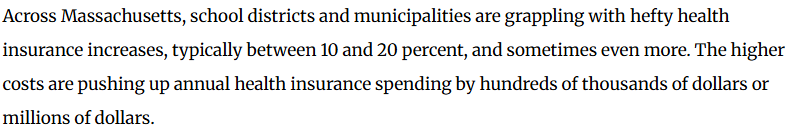 Across Massachusetts, school districts and municipalities are grappling with hefty health
insurance increases, typically between 10 and 20 percent, and sometimes even more. The higher
costs are pushing up annual health insurance spending by hundreds of thousands of dollars or
millions of dollars.